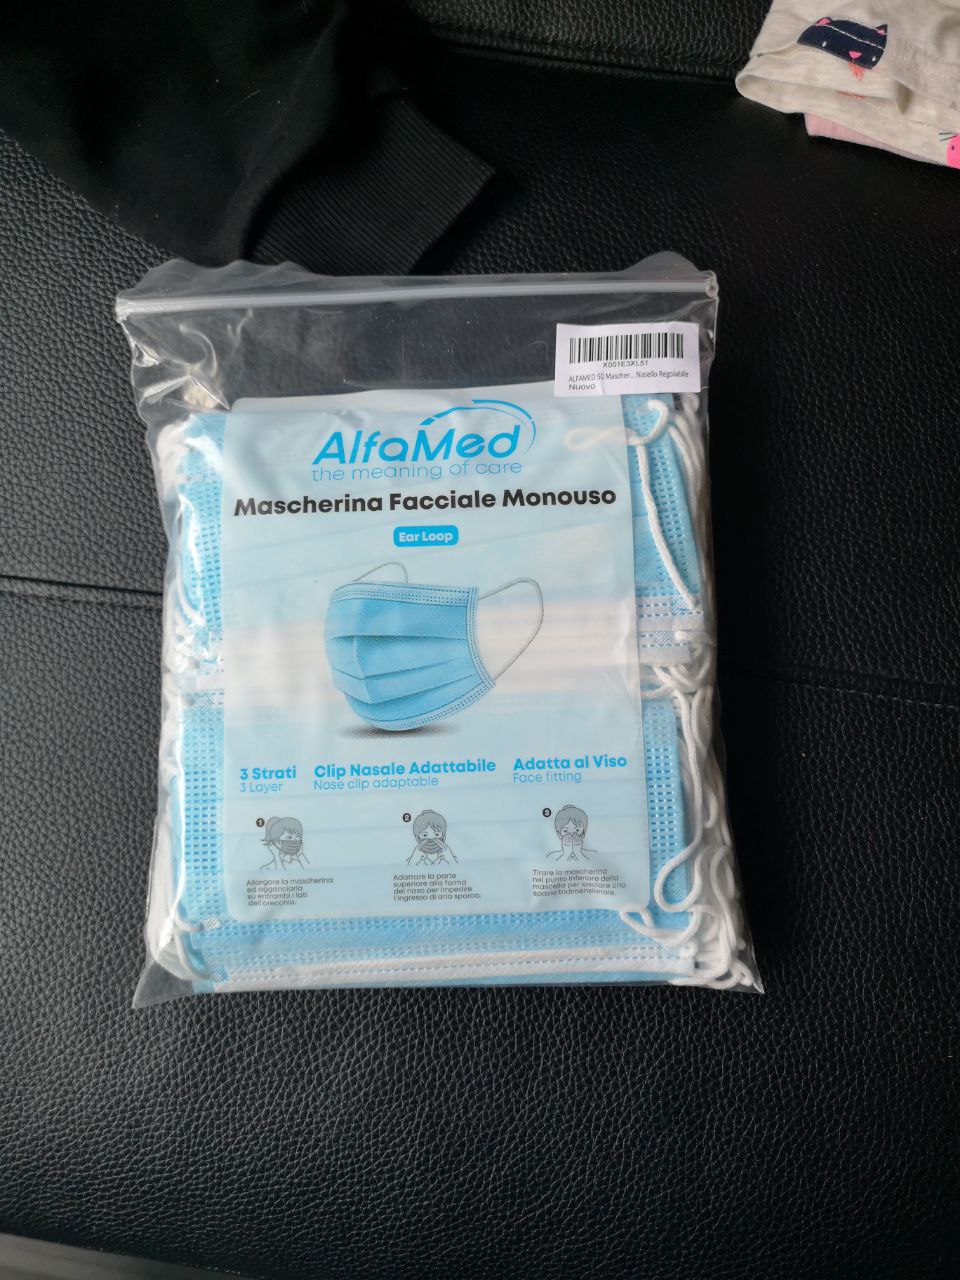 X001E3XL51
ALFAMED 50 Mascher... Nasello Regolabile
Nuovo
AlfaMed
the meaning of care
Mascherina Facciale Monouso
Ear Loop
3 Strati
3 Layer
Clip Nasale Adattabile
Nose clip adaptable
Adatta al Viso
Face fitting
1
Allargare la mascherina
ed agganciarla
su entrambi i lati
dell'orecchio.
2
Adattare la parte
superiore alla forma
del naso per impedire
l'ingresso di aria sporca.
3
Tirare la mascherina
nel punto inferiore della
mascella per lasciare uno
spazio tridimensionale.